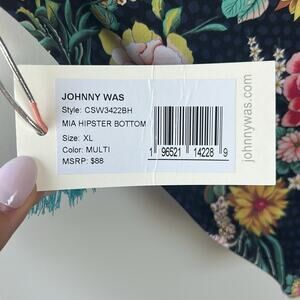 JOHNNY WAS
Style: CSW3422BH
MIA HIPSTER BOTTOM
Size: XL
Color: MULTI
MSRP: $88
1 96521 14228 9
johnnywas.com